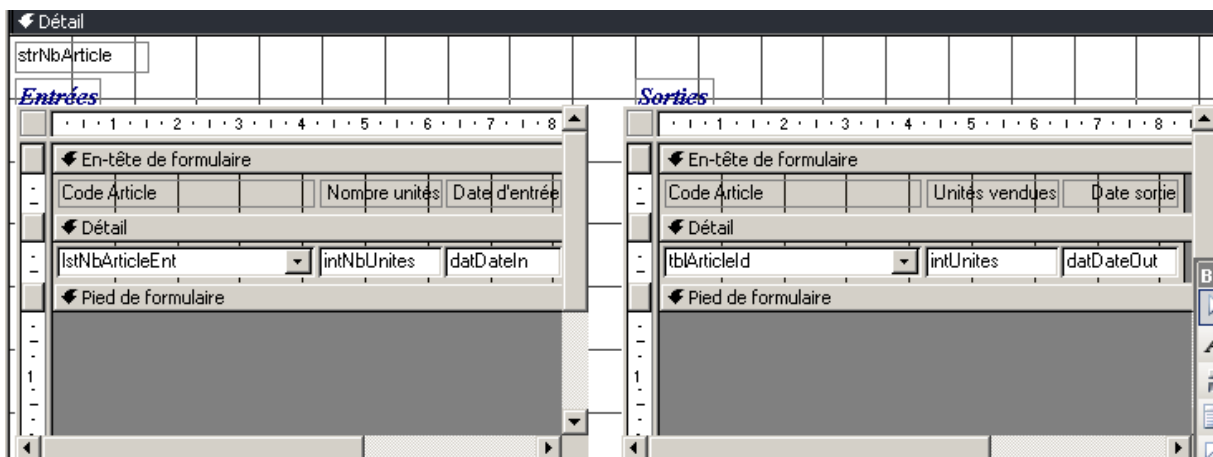 Détail
strNbArticle
Entrées
Sorties
1 2 3 4 5 6 7 8
1 2 3 4 5 6 7 8
En-tête de formulaire
En-tête de formulaire
Code Article Nombre unités Date d'entrée
Code Article Unités vendues Date sortie
Détail
Détail
lstNbArticleEnt intNbUnites datDateIn
tblArticleId intUnites datDateOut
Pied de formulaire
Pied de formulaire
1
1